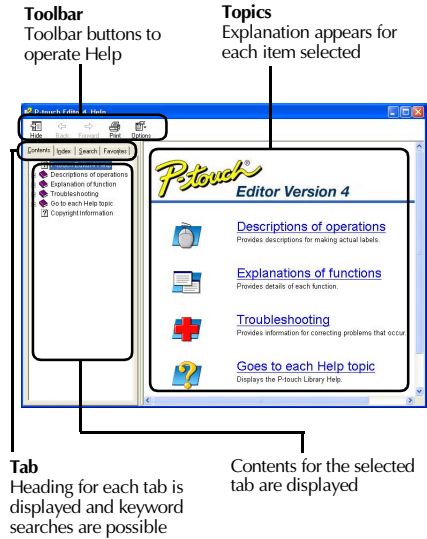 Toolbar
Toolbar buttons to
operate Help
Topics
Explanation appears for
each item selected
P-touch Editor 4 Help
Hide Back Forward Print Options
Contents Index Search Favorites
Descriptions of operations
Explanation of function
Troubleshooting
Go to each Help topic
Copyright Information
P-touch
Editor Version 4
Descriptions of operations
Provides descriptions for making actual labels.
Explanations of functions
Provides details of each function.
Troubleshooting
Provides information for correcting problems that occur
Goes to each Help topic
Displays the P-touch Library Help.
Tab
Heading for each tab is
displayed and keyword
searches are possible
Contents for the selected
tab are displayed